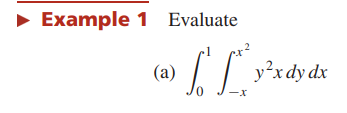 ► Example 1 Evaluate
(a) ∫₀¹ ∫₋ₓ^{x²} y²x dy dx